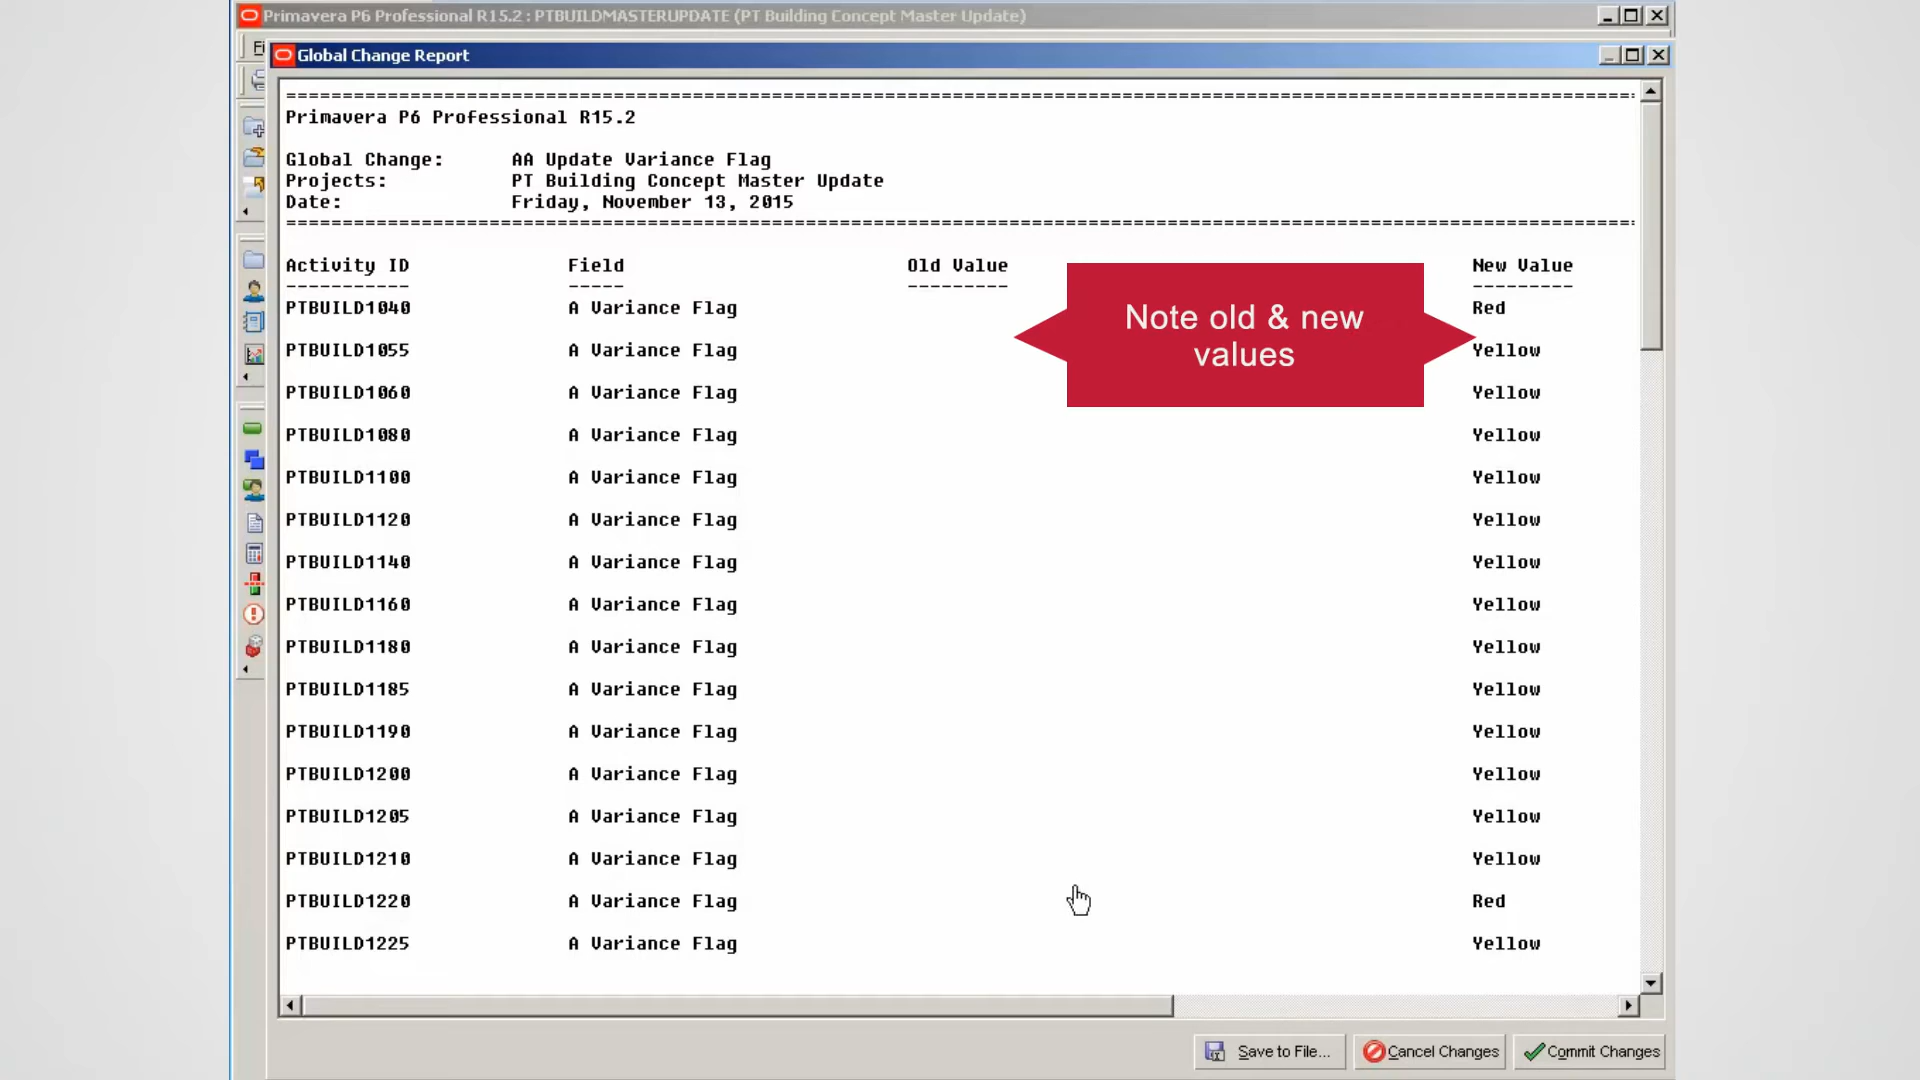 Primavera P6 Professional R15.2 : PTBUILDMASTERUPDATE (PT Building Concept Master Update)
Fi
Global Change Report
================================================================================
Primavera P6 Professional R15.2
Global Change: AA Update Variance Flag
Projects: PT Building Concept Master Update
Date: Friday, November 13, 2015
================================================================================
Activity ID Field Old Value New Value
----------- ----- --------- ---------
PTBUILD1040 A Variance Flag Red
PTBUILD1055 A Variance Flag Yellow
PTBUILD1060 A Variance Flag Yellow
PTBUILD1080 A Variance Flag Yellow
PTBUILD1100 A Variance Flag Yellow
PTBUILD1120 A Variance Flag Yellow
PTBUILD1140 A Variance Flag Yellow
PTBUILD1160 A Variance Flag Yellow
PTBUILD1180 A Variance Flag Yellow
PTBUILD1185 A Variance Flag Yellow
PTBUILD1190 A Variance Flag Yellow
PTBUILD1200 A Variance Flag Yellow
PTBUILD1205 A Variance Flag Yellow
PTBUILD1210 A Variance Flag Yellow
PTBUILD1220 A Variance Flag Red
PTBUILD1225 A Variance Flag Yellow
Note old & new
values
Save to File... Cancel Changes Commit Changes